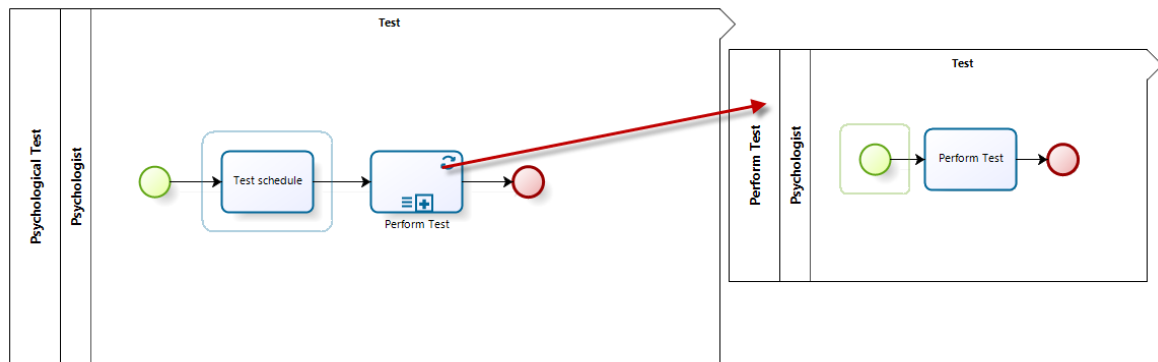 Test
Psychological Test
Psychologist
Test schedule
Perform Test
Test
Perform Test
Psychologist
Perform Test